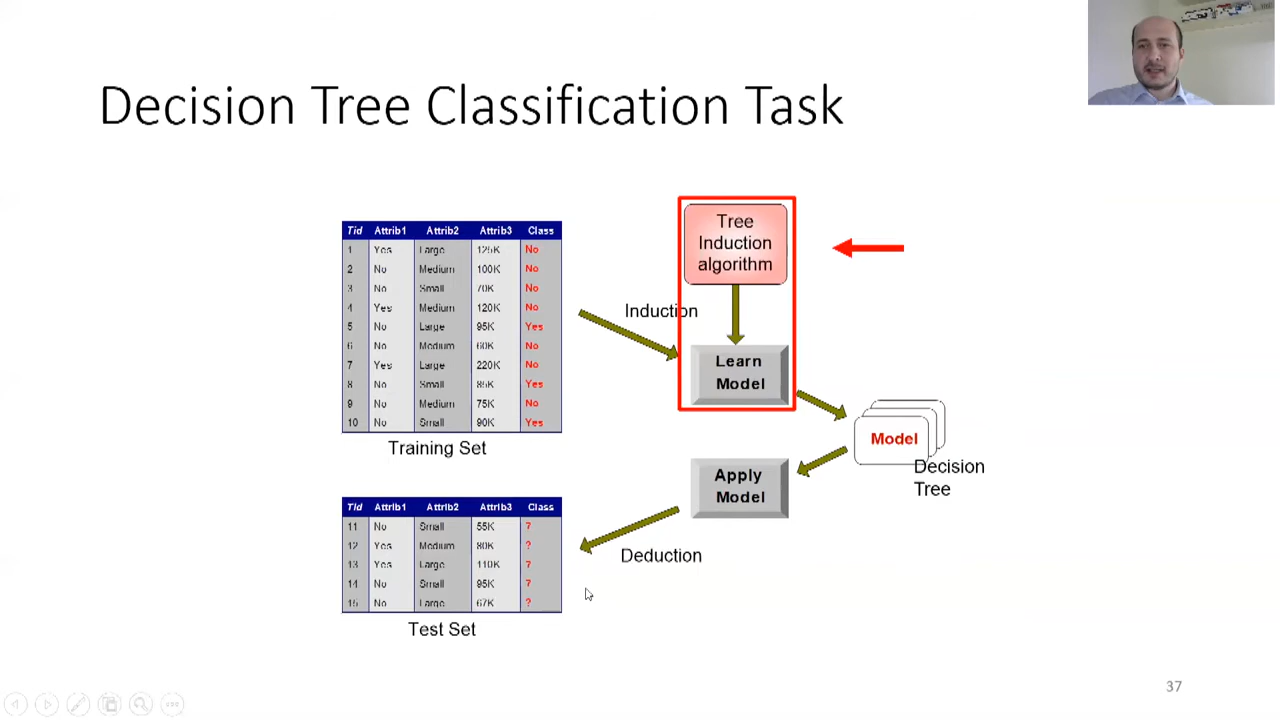 Decision Tree Classification Task
Tid Attrib1 Attrib2 Attrib3 Class
1 Yes Large 125K No
2 No Medium 100K No
3 No Small 70K No
4 Yes Medium 120K No
5 No Large 95K Yes
6 No Medium 60K No
7 Yes Large 220K No
8 No Small 85K Yes
9 No Medium 75K No
10 No Small 90K Yes
Training Set
Tree
Induction
algorithm
Induction
Learn
Model
Model
Decision
Tree
Apply
Model
Deduction
Tid Attrib1 Attrib2 Attrib3 Class
11 No Small 55K ?
12 Yes Medium 80K ?
13 Yes Large 110K ?
14 No Small 95K ?
15 No Large 67K ?
Test Set
37